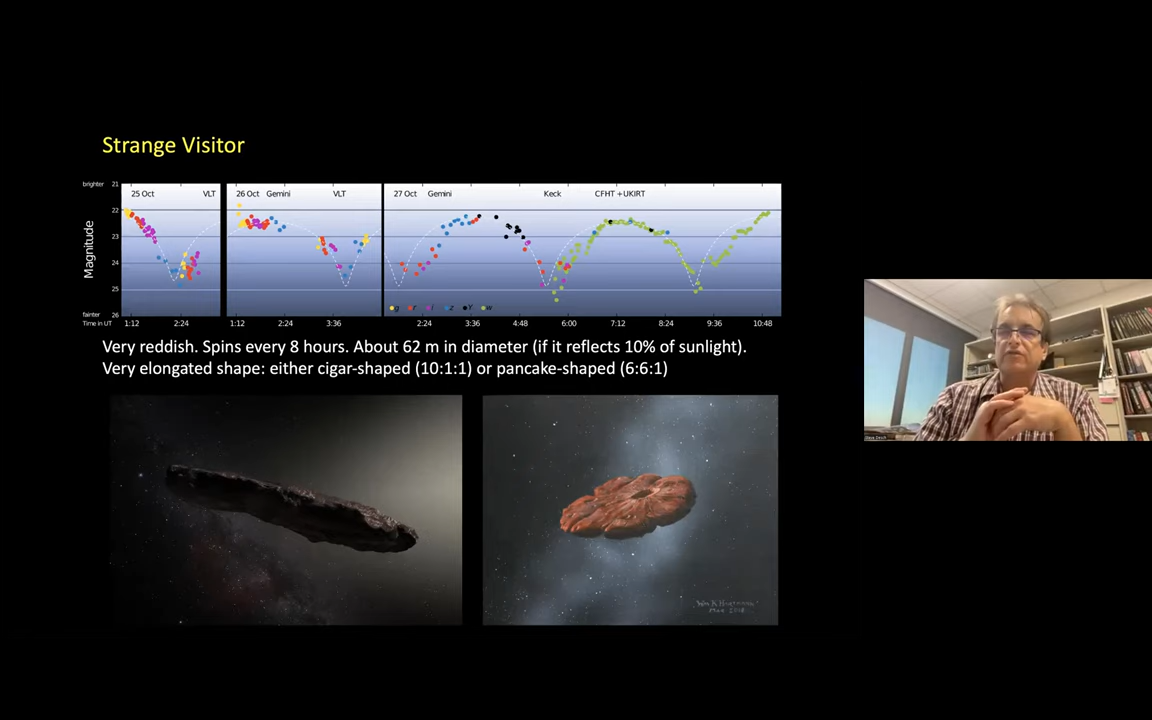 Strange Visitor
brighter 21
25 Oct VLT 26 Oct Gemini VLT 27 Oct Gemini Keck CFHT +UKIRT
22
23
Magnitude
24
25
g r i z Y w
fainter 26
Time in UT 1:12 2:24 1:12 2:24 3:36 2:24 3:36 4:48 6:00 7:12 8:24 9:36 10:48
Very reddish. Spins every 8 hours. About 62 m in diameter (if it reflects 10% of sunlight).
Very elongated shape: either cigar-shaped (10:1:1) or pancake-shaped (6:6:1)